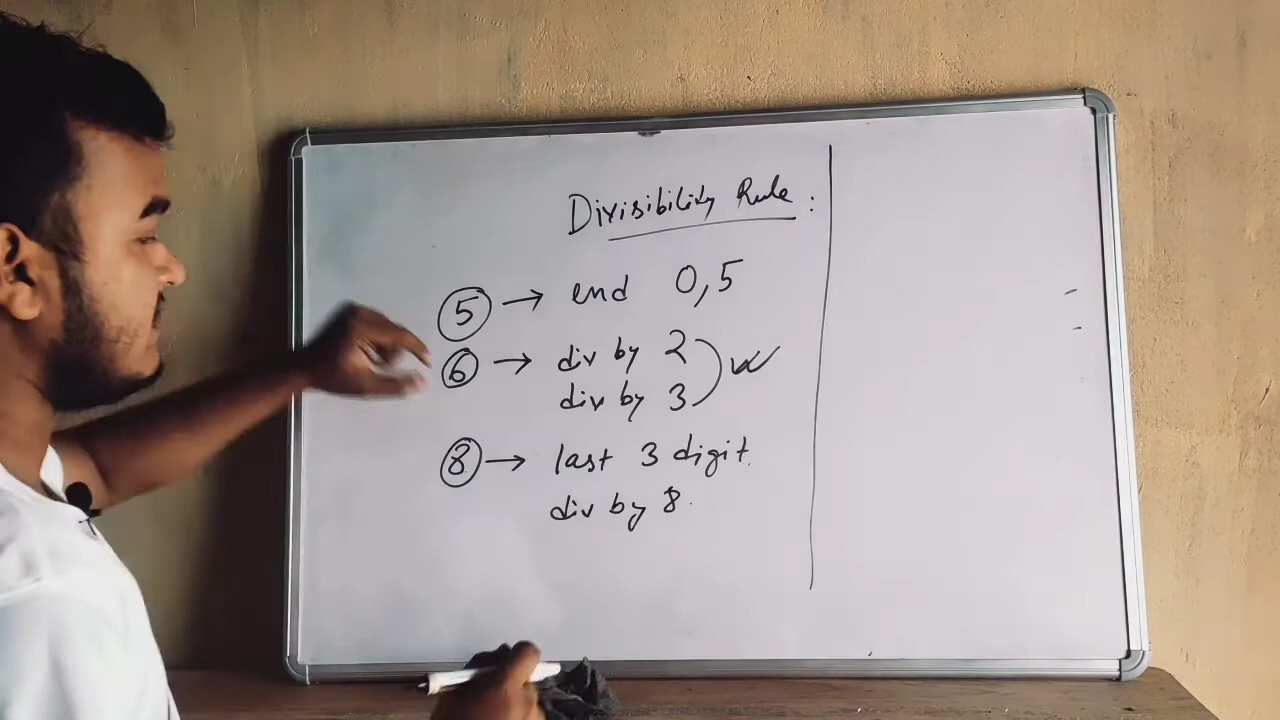 Divisibility Rule :
5 → end 0,5
6 → div by 2
div by 3
8 → last 3 digit.
div by 8.